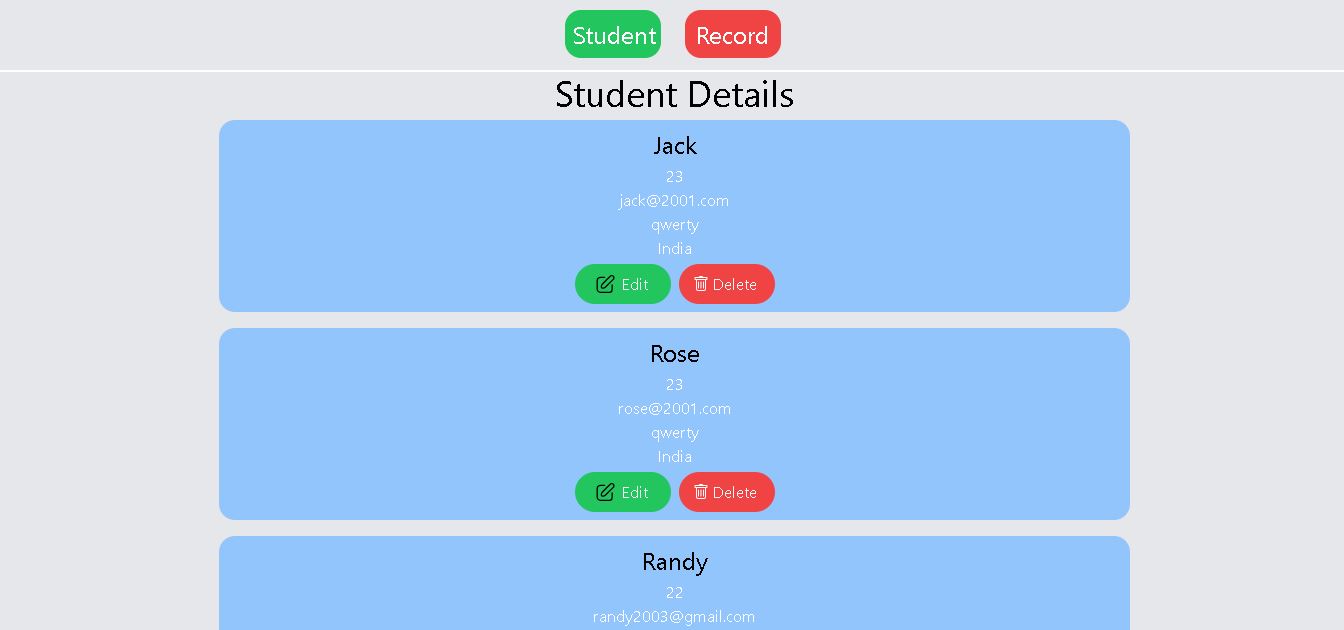 Student Record
Student Details
Jack
23
jack@2001.com
qwerty
India
Edit Delete
Rose
23
rose@2001.com
qwerty
India
Edit Delete
Randy
22
randy2003@gmail.com